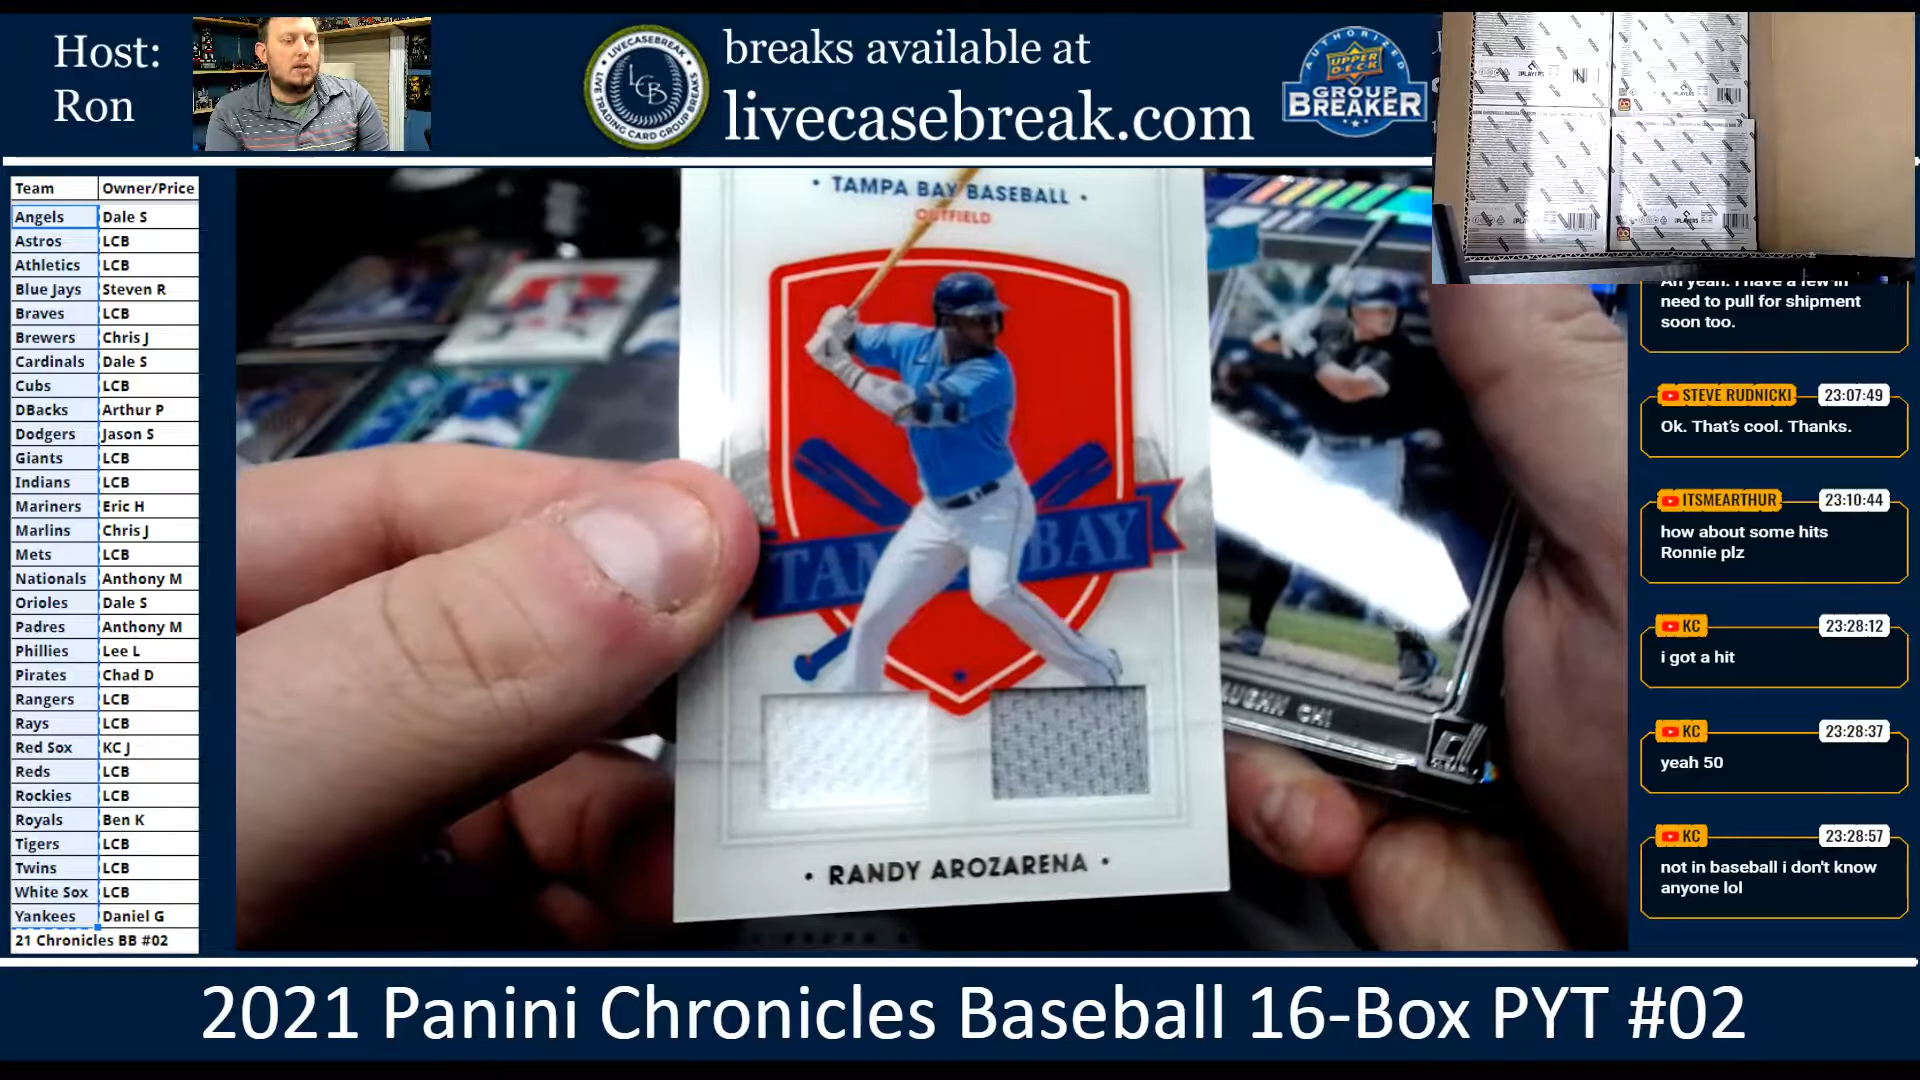 Host:
Ron
LIVECASEBREAK
LCB
LIVE TRADING CARD GROUP BREAKS
breaks available at
livecasebreak.com
AUTHORIZED
UPPER DECK
GROUP
BREAKER
Team Owner/Price
Angels Dale S
Astros LCB
Athletics LCB
Blue Jays Steven R
Braves LCB
Brewers Chris J
Cardinals Dale S
Cubs LCB
DBacks Arthur P
Dodgers Jason S
Giants LCB
Indians LCB
Mariners Eric H
Marlins Chris J
Mets LCB
Nationals Anthony M
Orioles Dale S
Padres Anthony M
Phillies Lee L
Pirates Chad D
Rangers LCB
Rays LCB
Red Sox KC J
Reds LCB
Rockies LCB
Royals Ben K
Tigers LCB
Twins LCB
White Sox LCB
Yankees Daniel G
21 Chronicles BB #02
• TAMPA BAY BASEBALL •
OUTFIELD
TAMPA BAY
• RANDY AROZARENA •
Ah yeah. I have a few in
need to pull for shipment
soon too.
STEVE RUDNICKI 23:07:49
Ok. That's cool. Thanks.
ITSMEARTHUR 23:10:44
how about some hits
Ronnie plz
KC 23:28:12
i got a hit
KC 23:28:37
yeah 50
KC 23:28:57
not in baseball i don't know
anyone lol
2021 Panini Chronicles Baseball 16-Box PYT #02